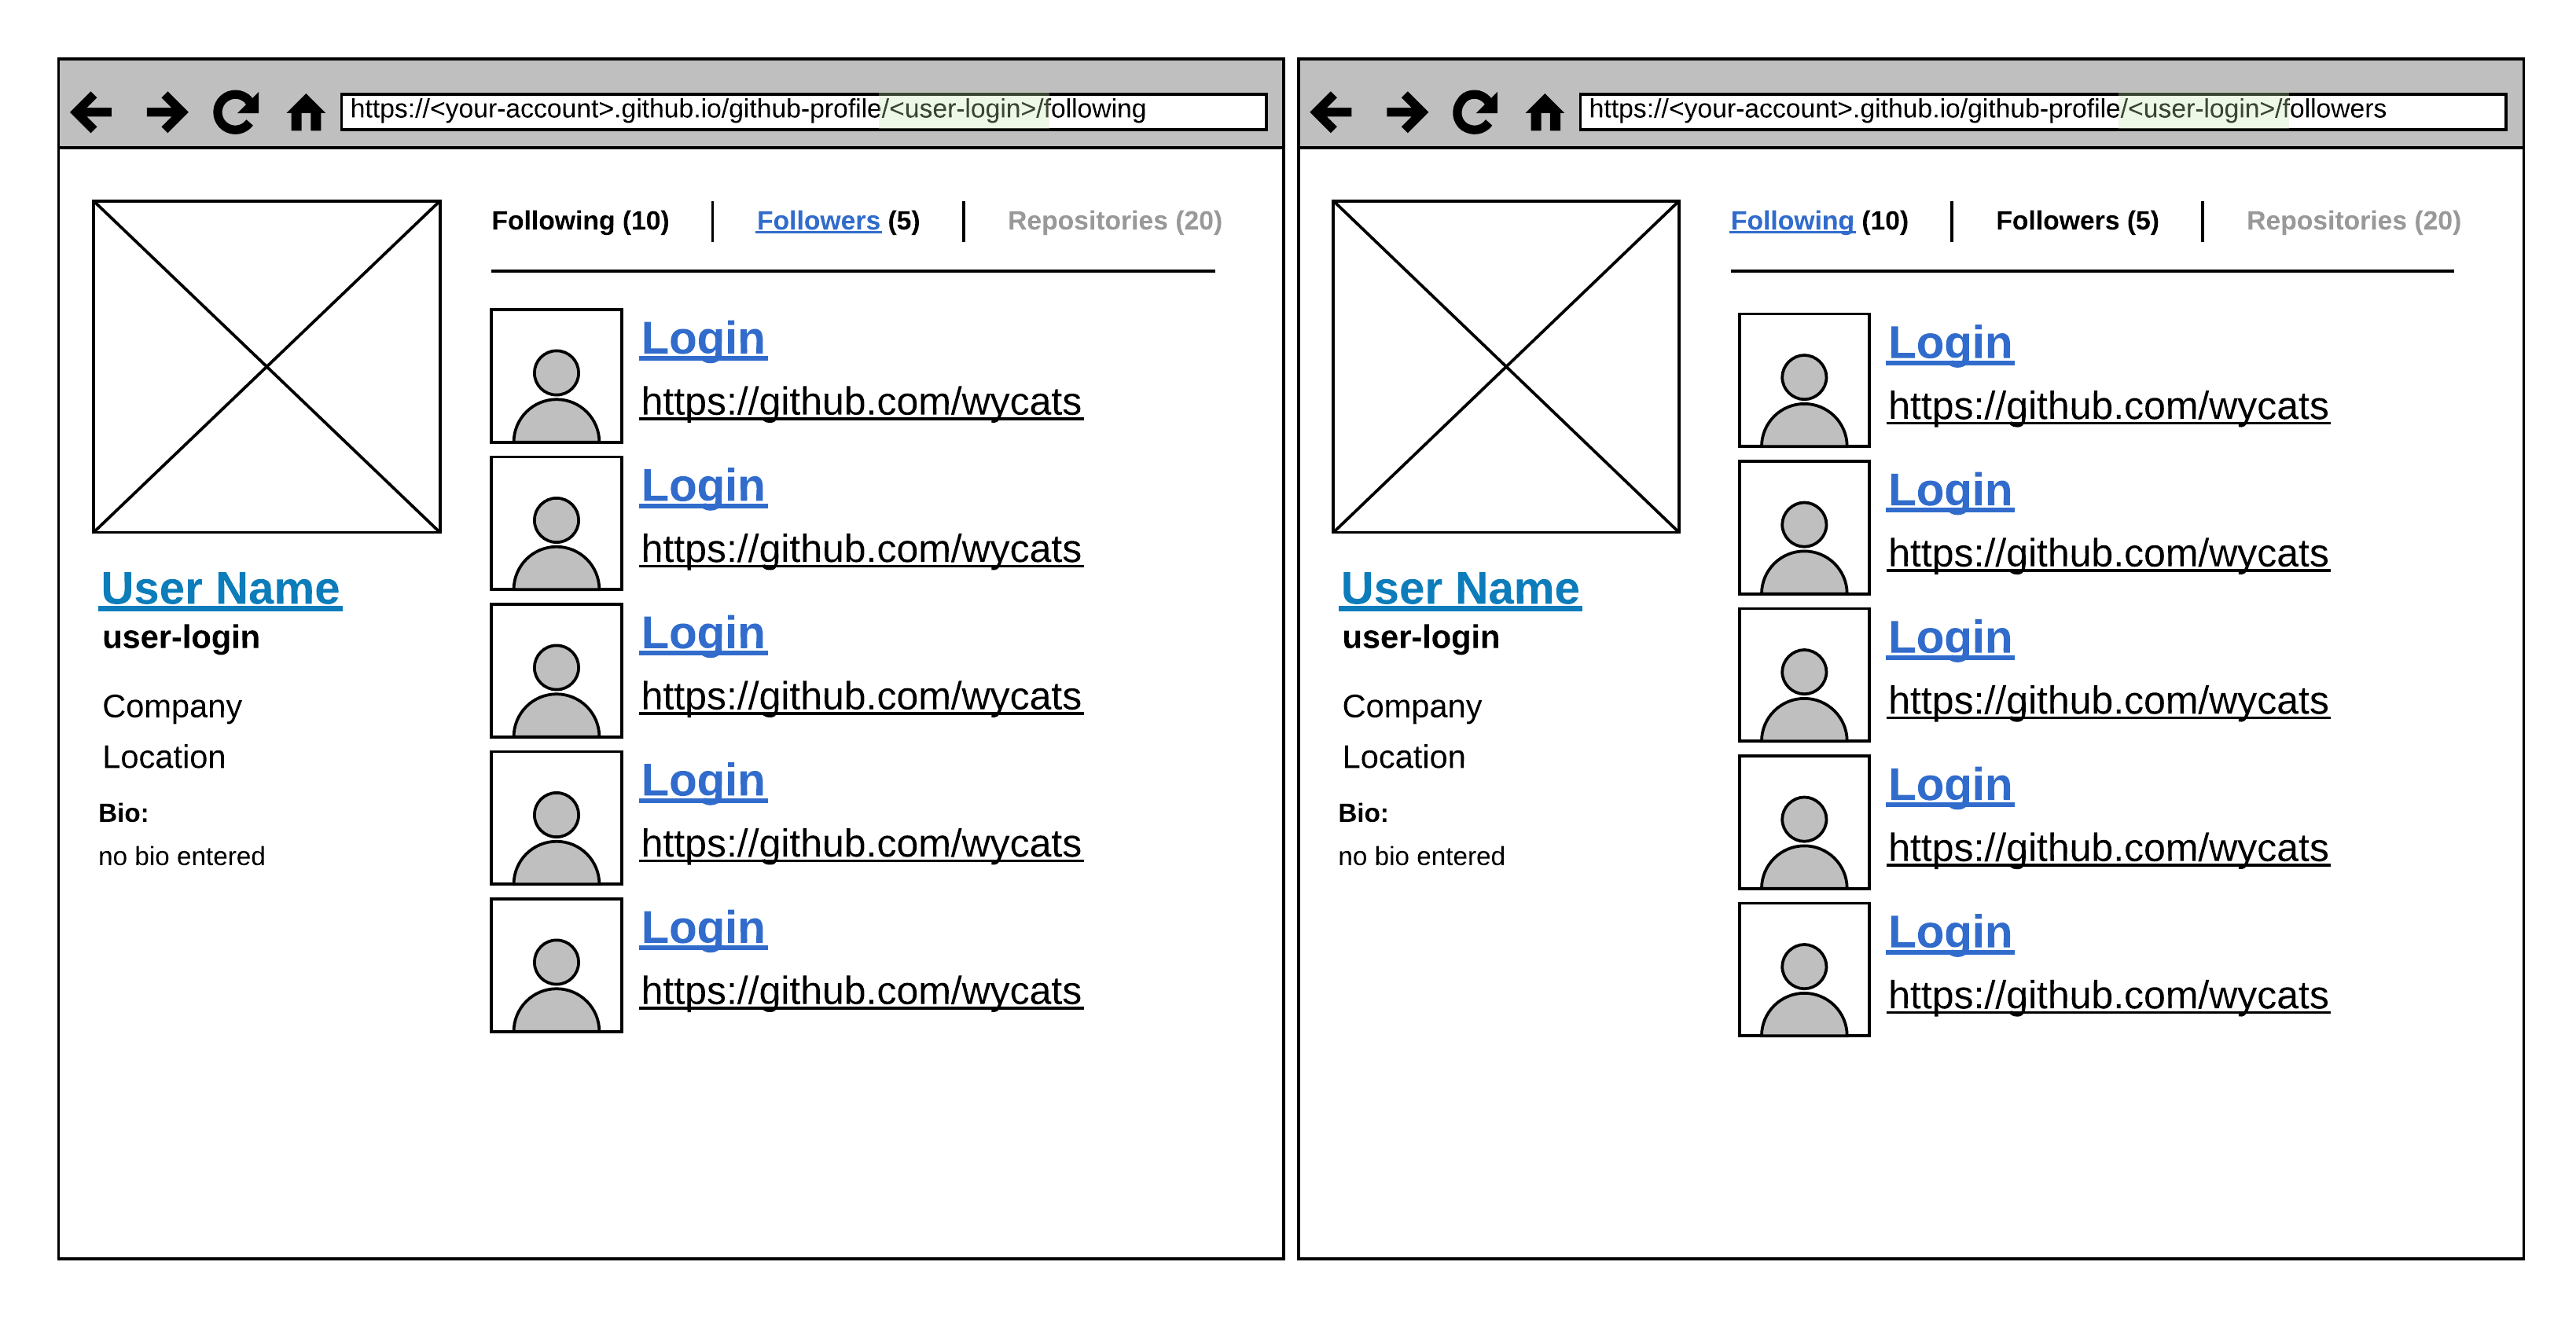 https://<your-account>.github.io/github-profile/<user-login>/following
Following (10) Followers (5) Repositories (20)
Login
https://github.com/wycats
Login
https://github.com/wycats
Login
https://github.com/wycats
Login
https://github.com/wycats
Login
https://github.com/wycats
User Name
user-login
Company
Location
Bio:
no bio entered
https://<your-account>.github.io/github-profile/<user-login>/followers
Following (10) Followers (5) Repositories (20)
Login
https://github.com/wycats
Login
https://github.com/wycats
Login
https://github.com/wycats
Login
https://github.com/wycats
Login
https://github.com/wycats
User Name
user-login
Company
Location
Bio:
no bio entered